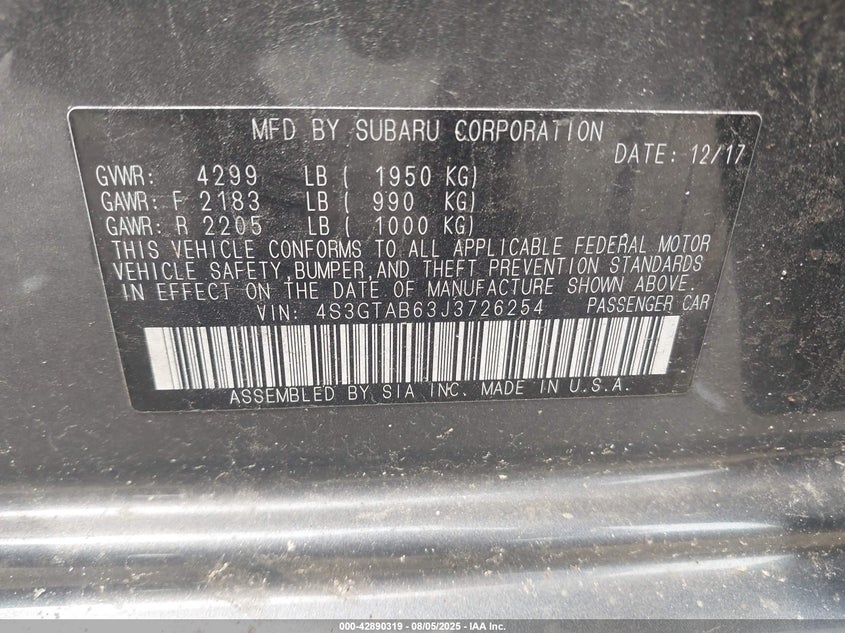 MFD BY SUBARU CORPORATION
DATE: 12/17
GVWR: 4299 LB ( 1950 KG)
GAWR: F 2183 LB ( 990 KG)
GAWR: R 2205 LB ( 1000 KG)
THIS VEHICLE CONFORMS TO ALL APPLICABLE FEDERAL MOTOR
VEHICLE SAFETY,BUMPER,AND THEFT PREVENTION STANDARDS
IN EFFECT ON THE DATE OF MANUFACTURE SHOWN ABOVE.
VIN: 4S3GTAB63J3726254 PASSENGER CAR
ASSEMBLED BY SIA INC. MADE IN U.S.A.
000-42890319 - 08/05/2025 - IAA Inc.